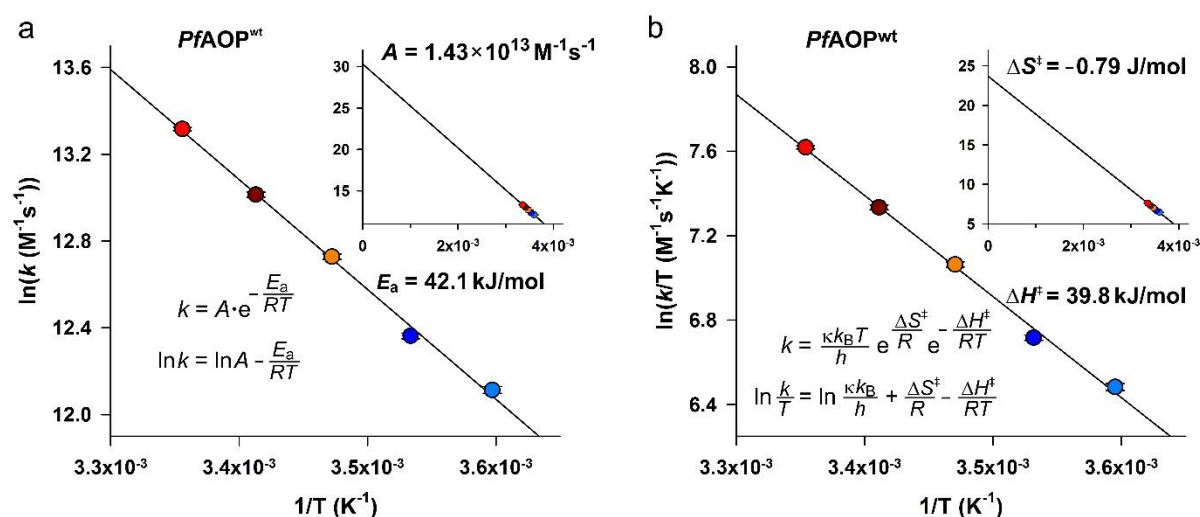 a
PfAOPʷᵗ
ln(k (M⁻¹s⁻¹))
13.6
13.2
12.8
12.4
12.0
3.3x10⁻³
3.4x10⁻³
3.5x10⁻³
3.6x10⁻³
1/T (K⁻¹)
A = 1.43×10¹³ M⁻¹s⁻¹
30
25
20
15
0
2x10⁻³
4x10⁻³
Eₐ = 42.1 kJ/mol
k = A·e^(-Eₐ/RT)
ln k = ln A - Eₐ/RT
b
PfAOPwt
ln(k/T (M⁻¹s⁻¹K⁻¹))
8.0
7.6
7.2
6.8
6.4
3.3x10⁻³
3.4x10⁻³
3.5x10⁻³
3.6x10⁻³
1/T (K⁻¹)
ΔS‡ = −0.79 J/mol
25
20
15
10
5
0
2x10⁻³
4x10⁻³
ΔH‡ = 39.8 kJ/mol
k = κk_BT/h e^(ΔS‡/R) e^(-ΔH‡/RT)
ln k/T = ln κk_B/h + ΔS‡/R - ΔH‡/RT